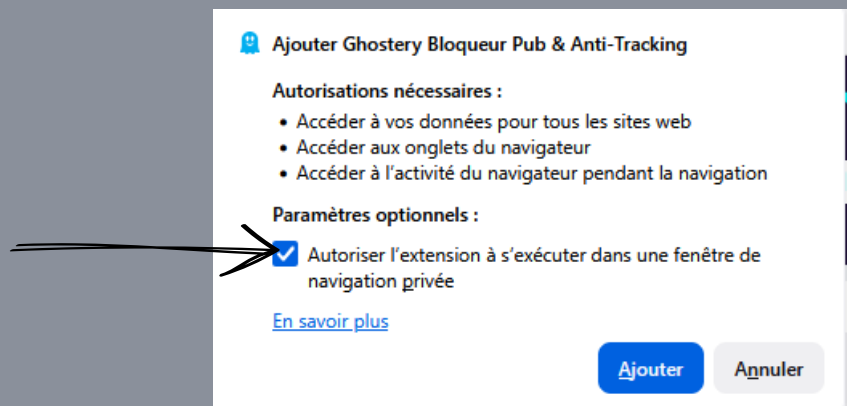 Ajouter Ghostery Bloqueur Pub & Anti-Tracking
Autorisations nécessaires :
• Accéder à vos données pour tous les sites web
• Accéder aux onglets du navigateur
• Accéder à l’activité du navigateur pendant la navigation
Paramètres optionnels :
Autoriser l’extension à s’exécuter dans une fenêtre de
navigation privée
En savoir plus
Ajouter
Annuler